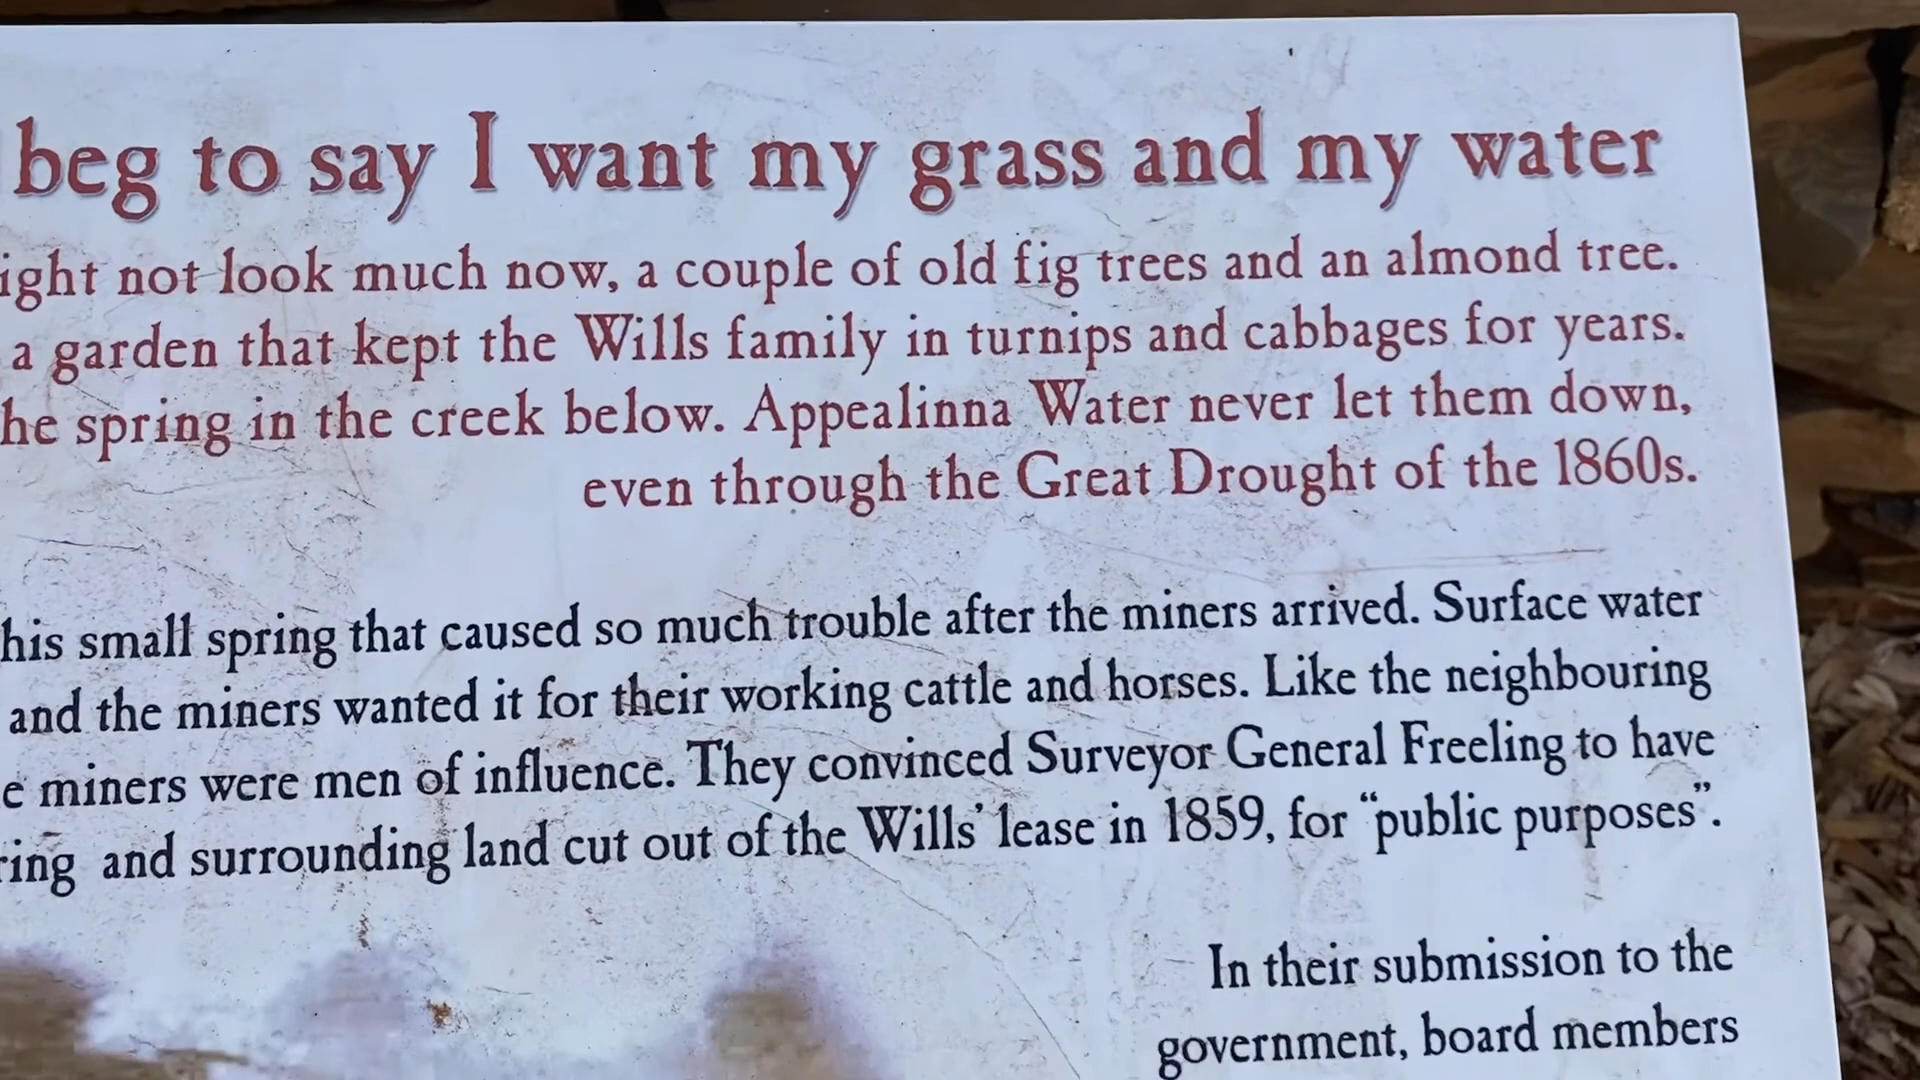 beg to say I want my grass and my water
ight not look much now, a couple of old fig trees and an almond tree.
a garden that kept the Wills family in turnips and cabbages for years.
he spring in the creek below. Appealinna Water never let them down,
even through the Great Drought of the 1860s.
his small spring that caused so much trouble after the miners arrived. Surface water
and the miners wanted it for their working cattle and horses. Like the neighbouring
e miners were men of influence. They convinced Surveyor General Freeling to have
ring and surrounding land cut out of the Wills' lease in 1859, for “public purposes”.
In their submission to the
government, board members